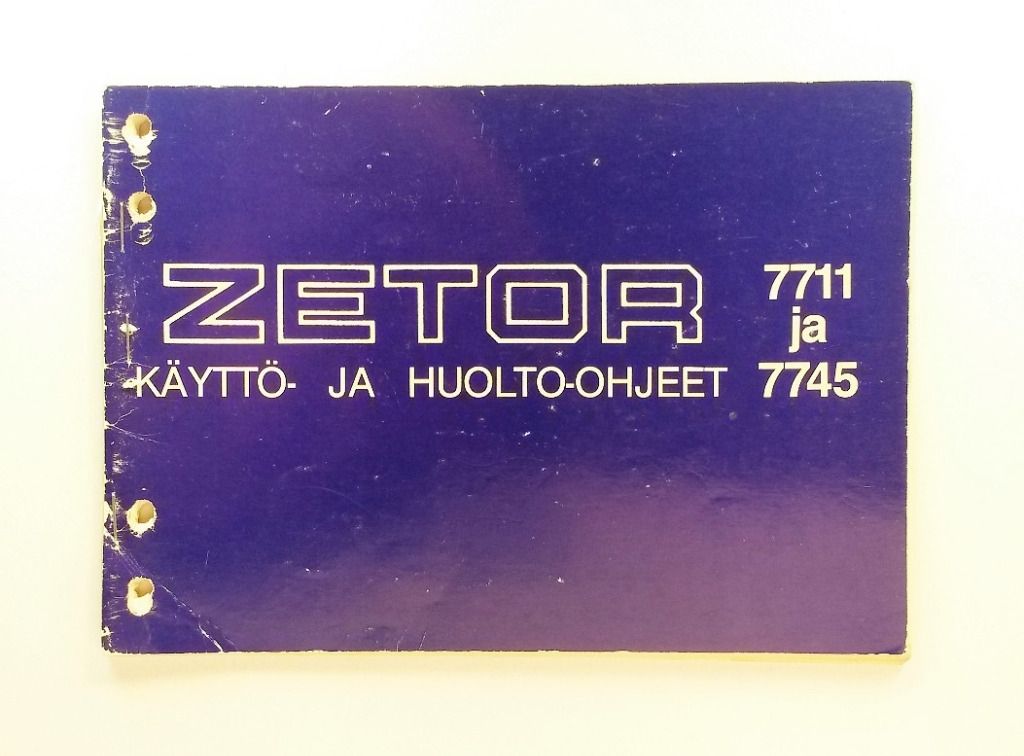 ZETOR 7711
ja
KÄYTTÖ- JA HUOLTO-OHJEET 7745